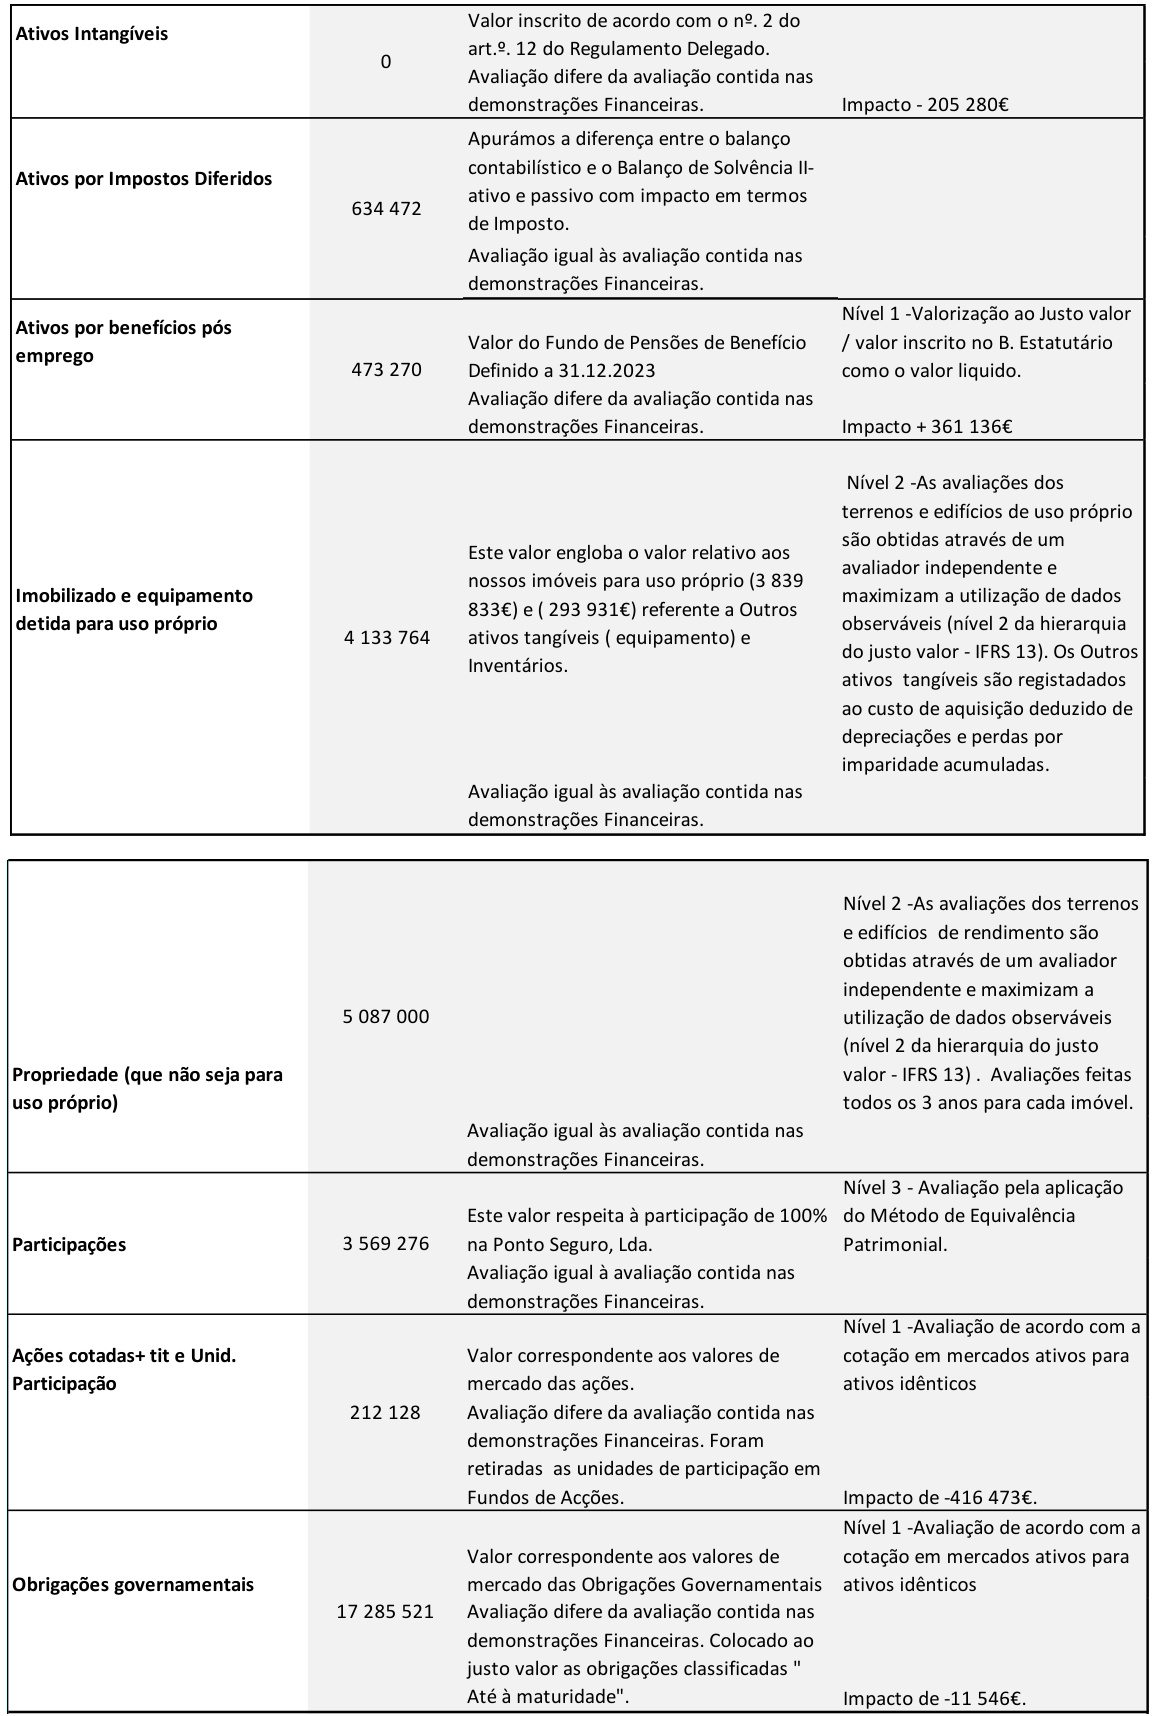 Ativos Intangíveis
0
Valor inscrito de acordo com o nº. 2 do
art.º. 12 do Regulamento Delegado.
Avaliação difere da avaliação contida nas
demonstrações Financeiras.
Impacto - 205 280€
Ativos por Impostos Diferidos
634 472
Apurámos a diferença entre o balanço
contabilístico e o Balanço de Solvência II-
ativo e passivo com impacto em termos
de Imposto.
Avaliação igual às avaliação contida nas
demonstrações Financeiras.
Ativos por benefícios pós
emprego
473 270
Valor do Fundo de Pensões de Benefício
Definido a 31.12.2023
Avaliação difere da avaliação contida nas
demonstrações Financeiras.
Nível 1 -Valorização ao Justo valor
/ valor inscrito no B. Estatutário
como o valor liquido.
Impacto + 361 136€
Imobilizado e equipamento
detida para uso próprio
4 133 764
Este valor engloba o valor relativo aos
nossos imóveis para uso próprio (3 839
833€) e ( 293 931€) referente a Outros
ativos tangíveis ( equipamento) e
Inventários.
Avaliação igual às avaliação contida nas
demonstrações Financeiras.
Nível 2 -As avaliações dos
terrenos e edifícios de uso próprio
são obtidas através de um
avaliador independente e
maximizam a utilização de dados
observáveis (nível 2 da hierarquia
do justo valor - IFRS 13). Os Outros
ativos  tangíveis são registadados
ao custo de aquisição deduzido de
depreciações e perdas por
imparidade acumuladas.
Propriedade (que não seja para
uso próprio)
5 087 000
Avaliação igual às avaliação contida nas
demonstrações Financeiras.
Nível 2 -As avaliações dos terrenos
e edifícios  de rendimento são
obtidas através de um avaliador
independente e maximizam a
utilização de dados observáveis
(nível 2 da hierarquia do justo
valor - IFRS 13) .  Avaliações feitas
todos os 3 anos para cada imóvel.
Participações
3 569 276
Este valor respeita à participação de 100%
na Ponto Seguro, Lda.
Avaliação igual à avaliação contida nas
demonstrações Financeiras.
Nível 3 - Avaliação pela aplicação
do Método de Equivalência
Patrimonial.
Ações cotadas+ tit e Unid.
Participação
212 128
Valor correspondente aos valores de
mercado das ações.
Avaliação difere da avaliação contida nas
demonstrações Financeiras. Foram
retiradas  as unidades de participação em
Fundos de Acções.
Nível 1 -Avaliação de acordo com a
cotação em mercados ativos para
ativos idênticos
Impacto de -416 473€.
Obrigações governamentais
17 285 521
Valor correspondente aos valores de
mercado das Obrigações Governamentais
Avaliação difere da avaliação contida nas
demonstrações Financeiras. Colocado ao
justo valor as obrigações classificadas "
Até à maturidade".
Nível 1 -Avaliação de acordo com a
cotação em mercados ativos para
ativos idênticos
Impacto de -11 546€.